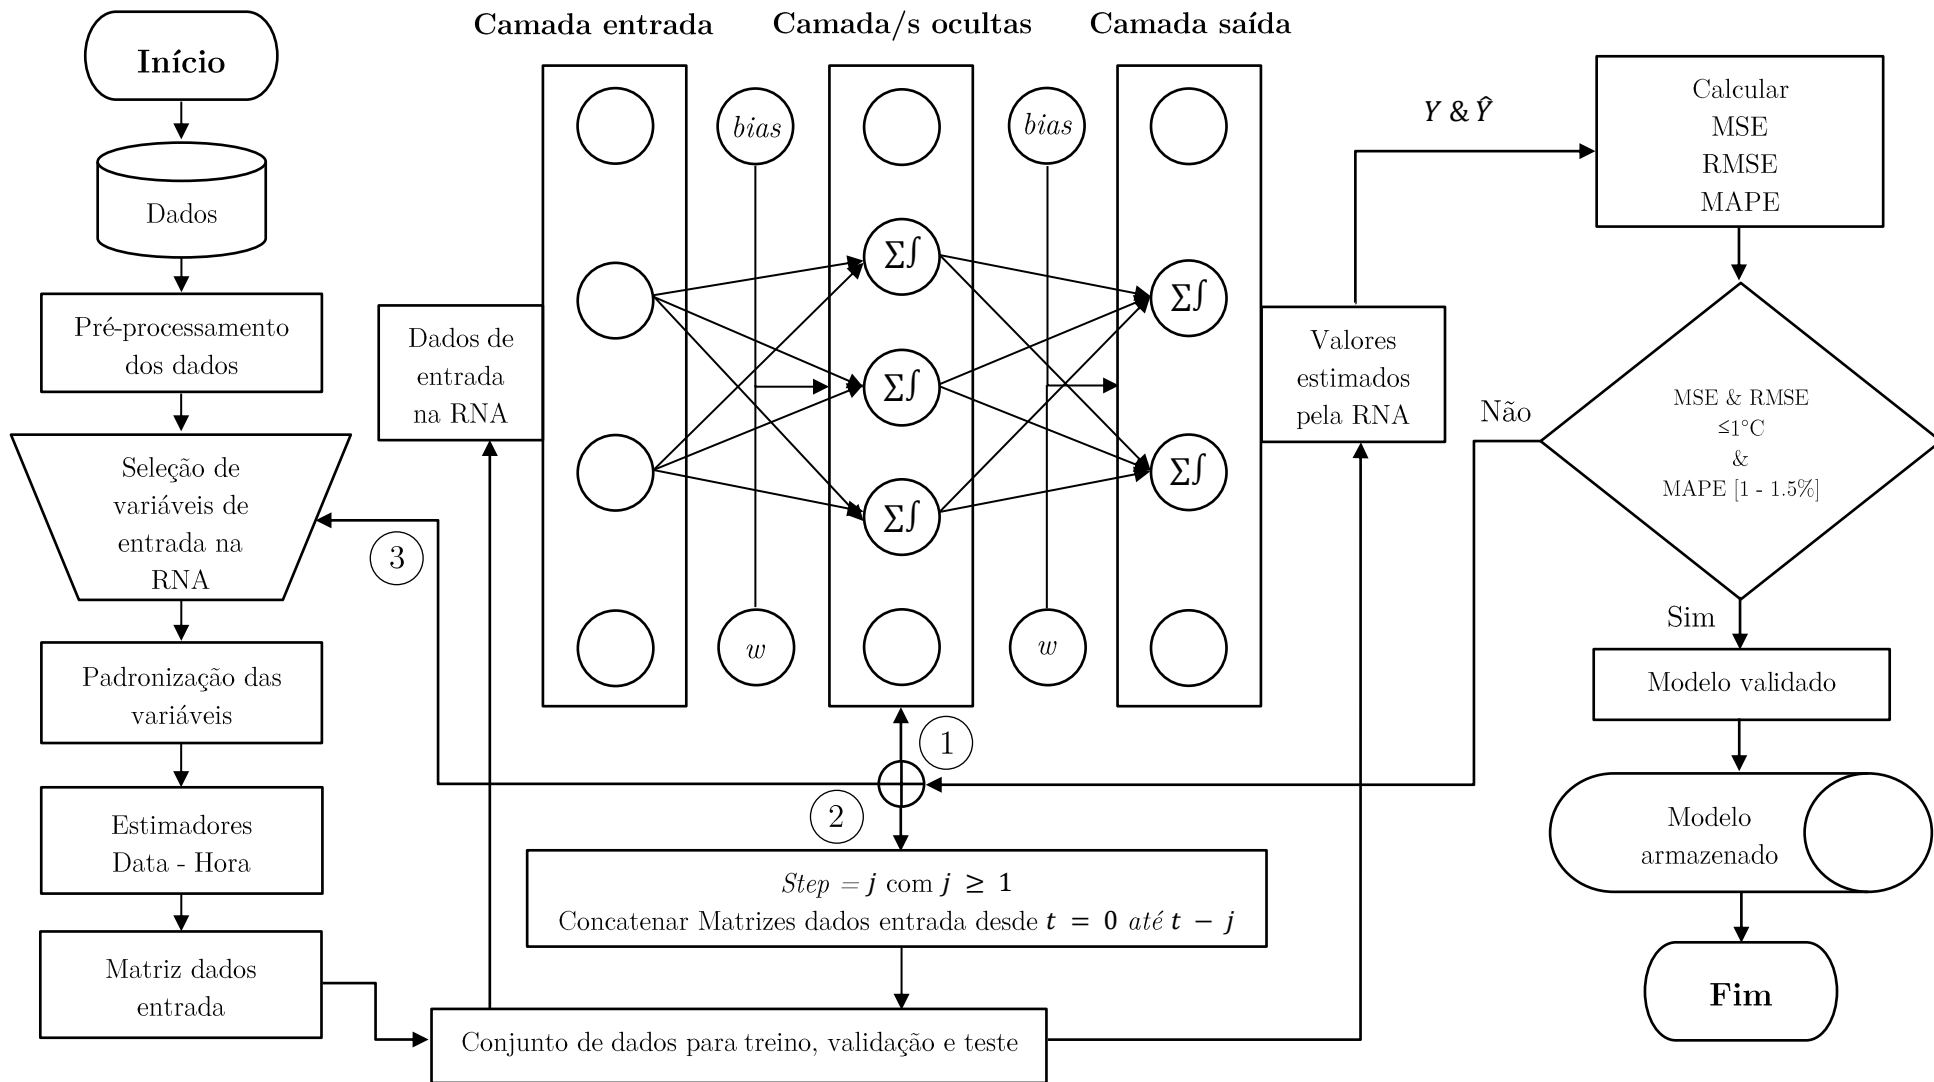 Camada entrada
Camada/s ocultas
Camada saída
Início
Dados
Pré-processamento
dos dados
Seleção de
variáveis de
entrada na
RNA
Padronização das
variáveis
Estimadores
Data - Hora
Matriz dados
entrada
Dados de
entrada
na RNA
bias
w
Σ∫
Σ∫
Σ∫
bias
w
Σ∫
Σ∫
Valores
estimados
pela RNA
Y & Ŷ
Calcular
MSE
RMSE
MAPE
MSE & RMSE
≤1°C
&
MAPE [1 - 1.5%]
Não
Sim
Modelo validado
Modelo
armazenado
Fim
1
2
3
Step = j com j ≥ 1
Concatenar Matrizes dados entrada desde t = 0 até t − j
Conjunto de dados para treino, validação e teste